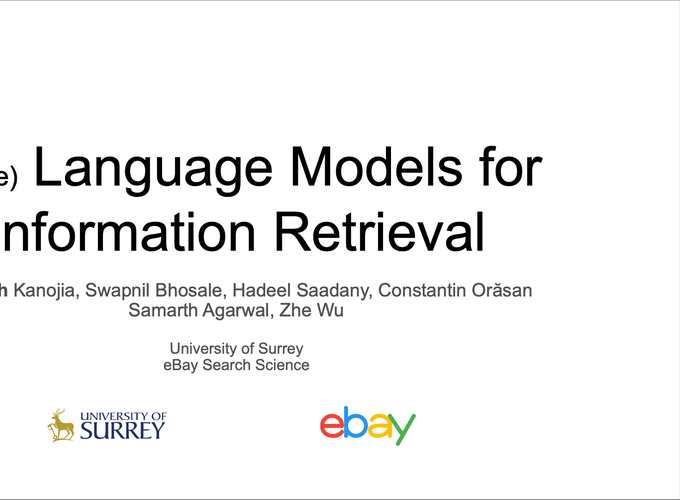 e) Language Models for
nformation Retrieval
h Kanojia, Swapnil Bhosale, Hadeel Saadany, Constantin Orăsan
Samarth Agarwal, Zhe Wu
University of Surrey
eBay Search Science
UNIVERSITY OF
SURREY
ebay